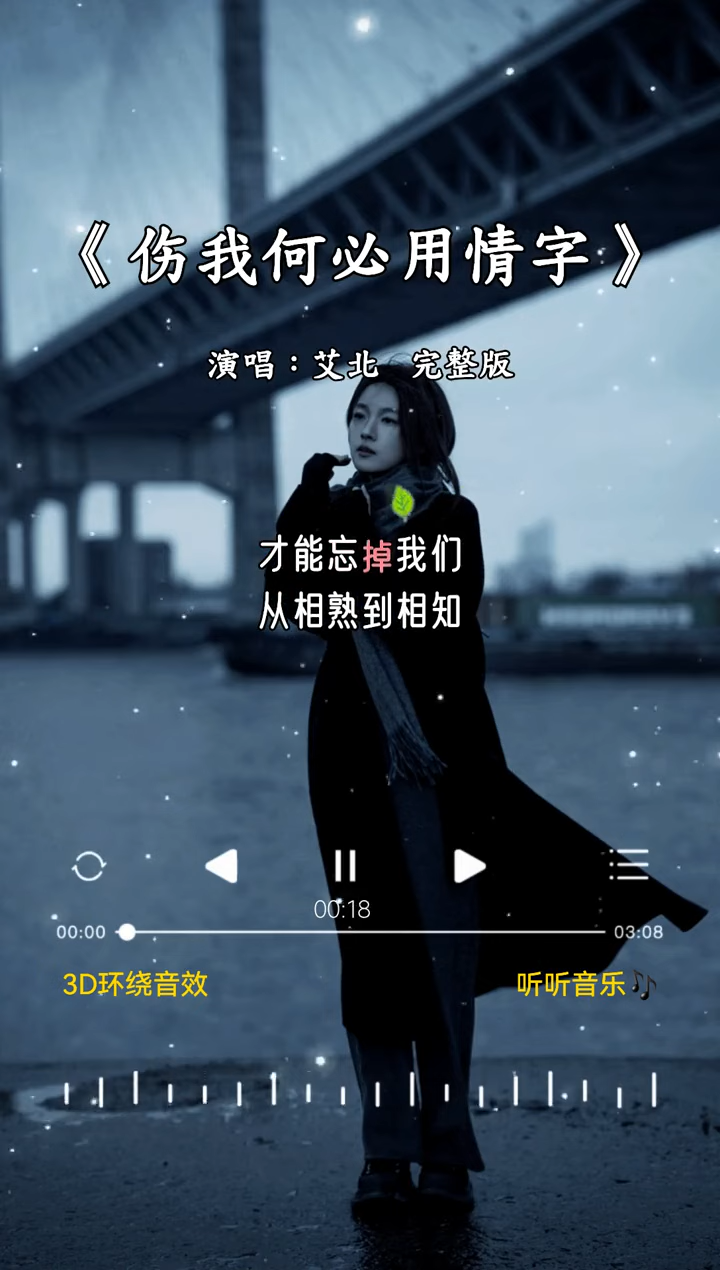 《伤我何必用情字》
演唱：艾北 完整版
才能忘掉我们
从相熟到相知
00:18
00:00 03:08
3D环绕音效 听听音乐🎶